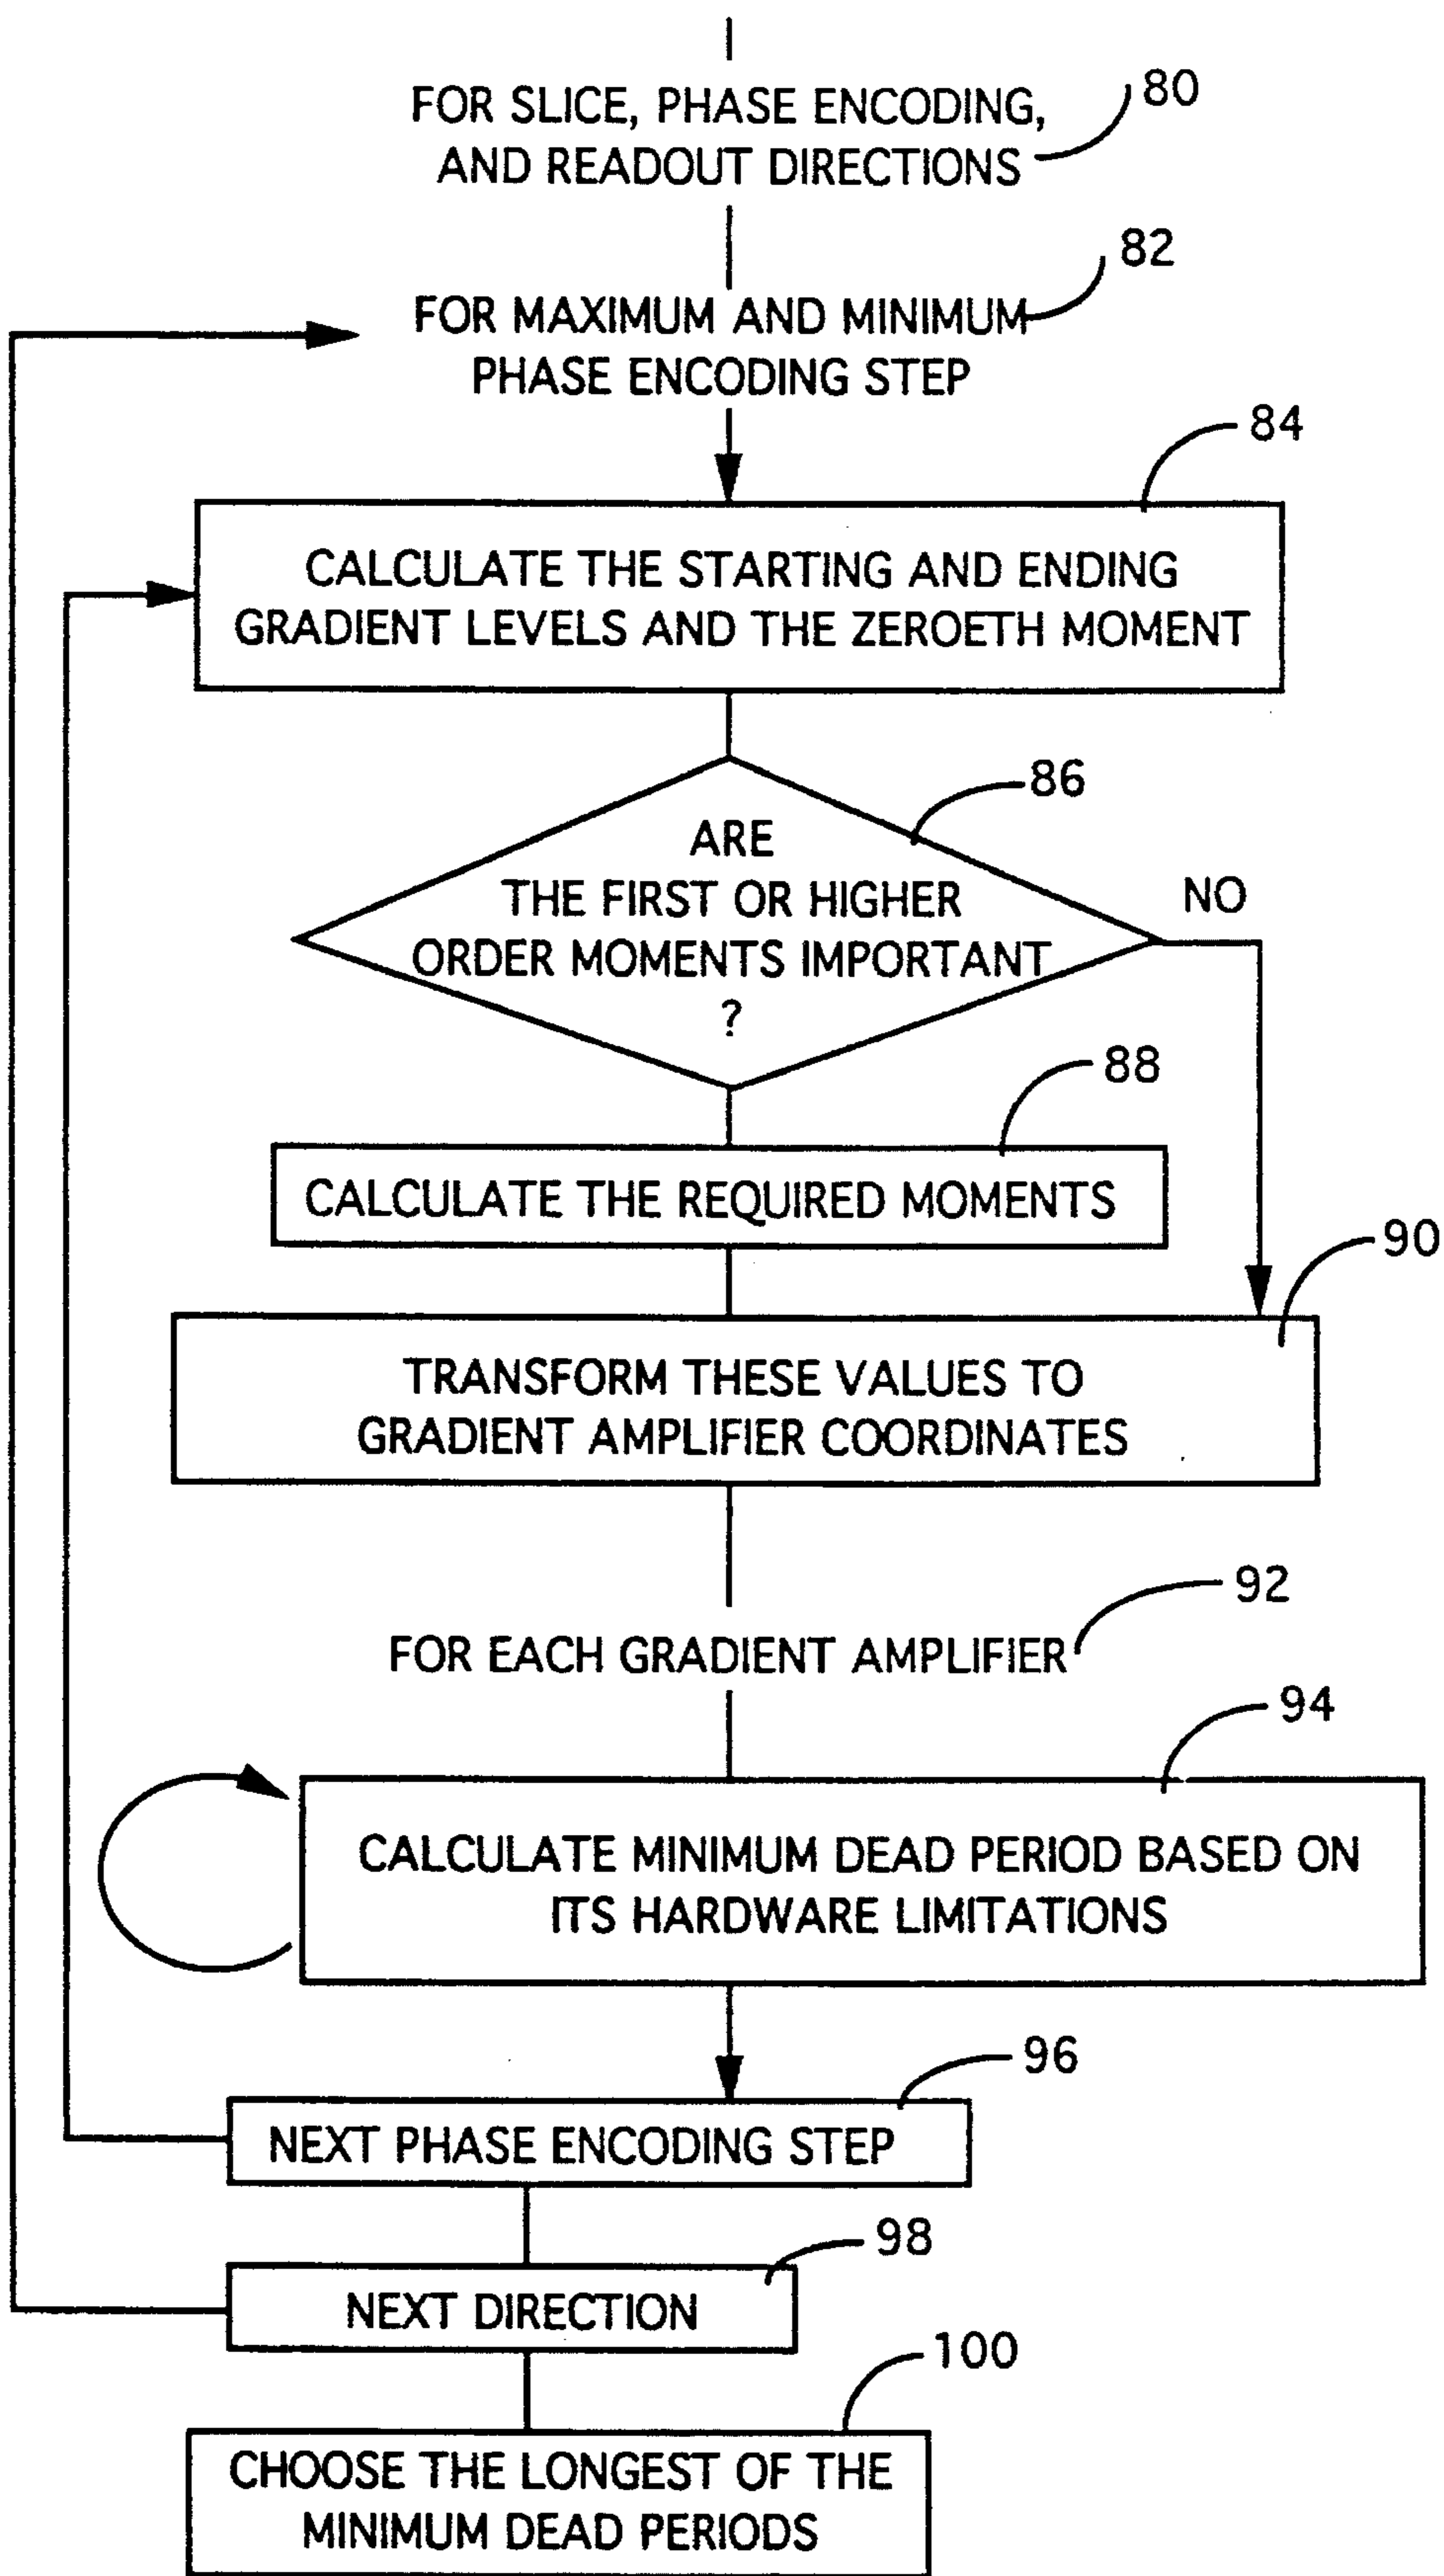 FOR SLICE, PHASE ENCODING,
AND READOUT DIRECTIONS
80
FOR MAXIMUM AND MINIMUM
PHASE ENCODING STEP
82
84
CALCULATE THE STARTING AND ENDING
GRADIENT LEVELS AND THE ZEROETH MOMENT
86
ARE
THE FIRST OR HIGHER
ORDER MOMENTS IMPORTANT
?
NO
88
CALCULATE THE REQUIRED MOMENTS
90
TRANSFORM THESE VALUES TO
GRADIENT AMPLIFIER COORDINATES
92
FOR EACH GRADIENT AMPLIFIER
94
CALCULATE MINIMUM DEAD PERIOD BASED ON
ITS HARDWARE LIMITATIONS
96
NEXT PHASE ENCODING STEP
98
NEXT DIRECTION
100
CHOOSE THE LONGEST OF THE
MINIMUM DEAD PERIODS